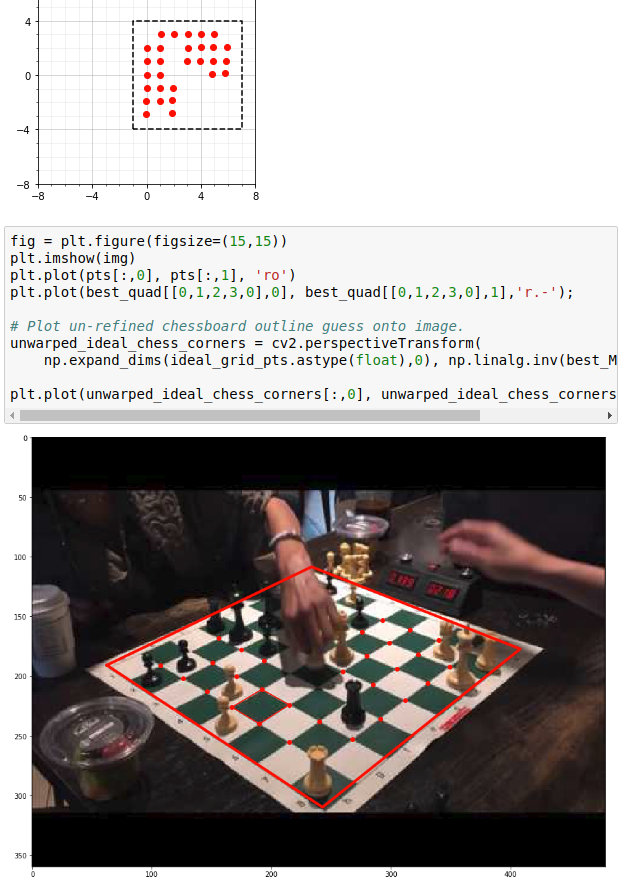 4
0
−4
−8
−8 −4 0 4 8
fig = plt.figure(figsize=(15,15))
plt.imshow(img)
plt.plot(pts[:,0], pts[:,1], 'ro')
plt.plot(best_quad[[0,1,2,3,0],0], best_quad[[0,1,2,3,0],1],'r.-');
# Plot un-refined chessboard outline guess onto image.
unwarped_ideal_chess_corners = cv2.perspectiveTransform(
np.expand_dims(ideal_grid_pts.astype(float),0), np.linalg.inv(best_M
plt.plot(unwarped_ideal_chess_corners[:,0], unwarped_ideal_chess_corners
0
50
100
150
200
250
300
350
0 100 200 300 400